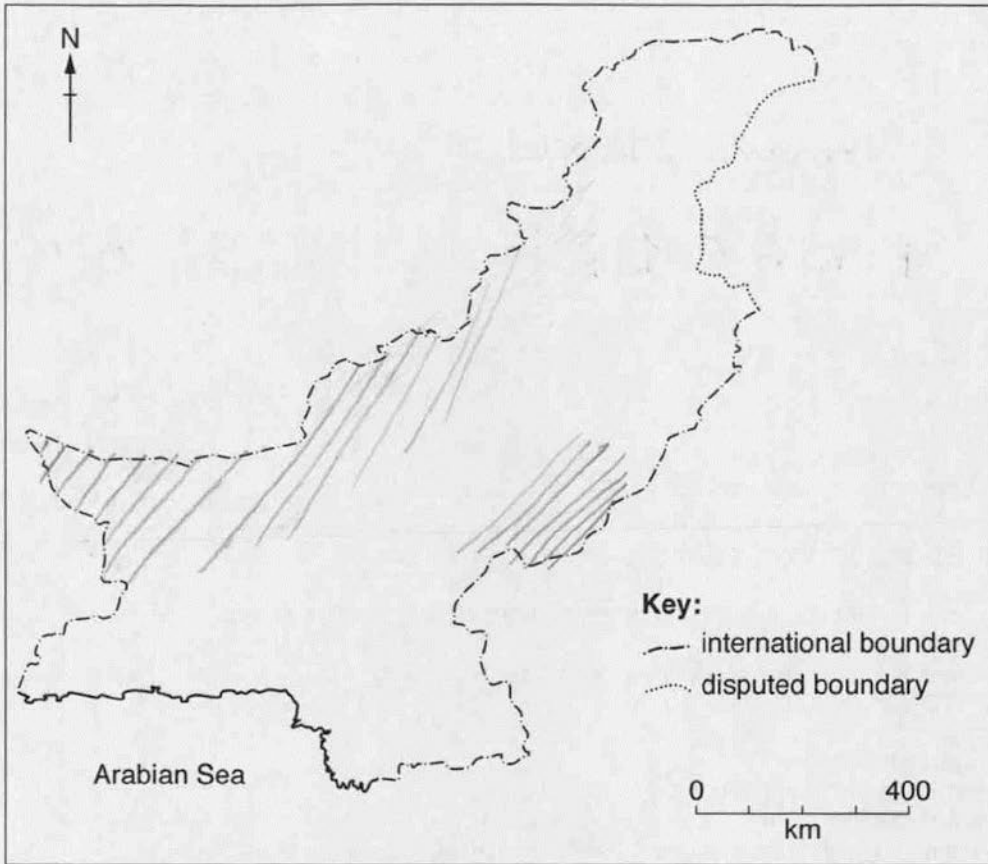 N
Key:
international boundary
disputed boundary
Arabian Sea
0 400
km